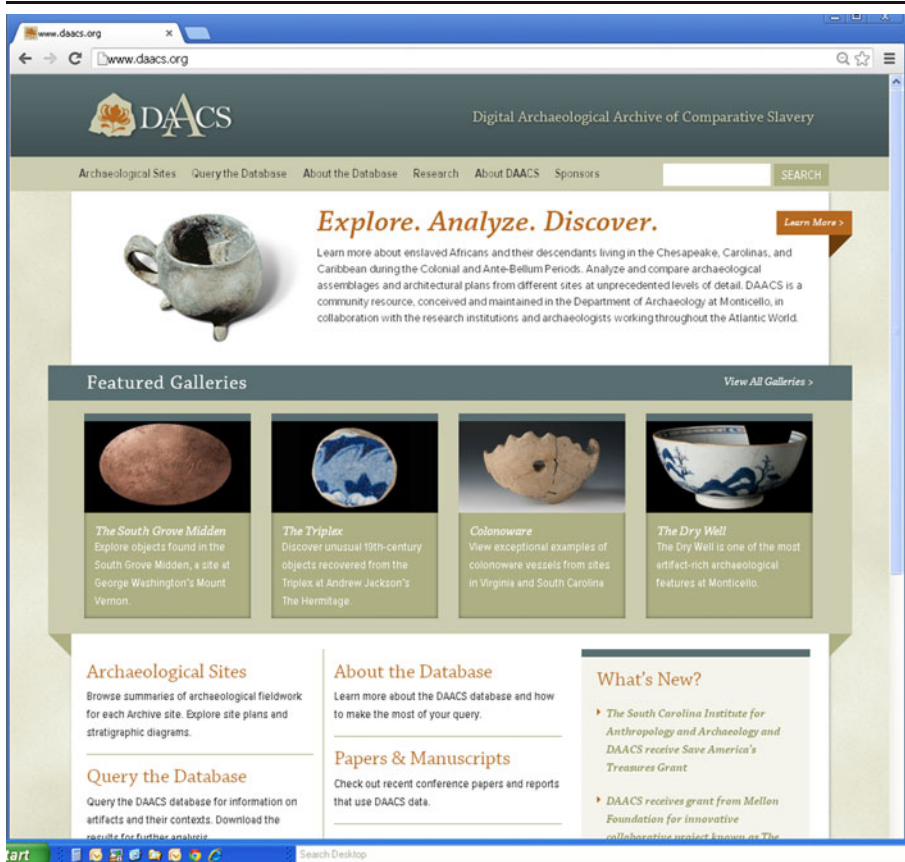 www.daacs.org
www.daacs.org
DAACS
Digital Archaeological Archive of Comparative Slavery
Archaeological Sites Query the Database About the Database Research About DAACS Sponsors SEARCH
Explore. Analyze. Discover.
Learn More >
Learn more about enslaved Africans and their descendants living in the Chesapeake, Carolinas, and
Caribbean during the Colonial and Ante-Bellum Periods. Analyze and compare archaeological
assemblages and architectural plans from different sites at unprecedented levels of detail. DAACS is a
community resource, conceived and maintained in the Department of Archaeology at Monticello, in
collaboration with the research institutions and archaeologists working throughout the Atlantic World.
Featured Galleries
View All Galleries >
The South Grove Midden
Explore objects found in the
South Grove Midden, a site at
George Washington's Mount
Vernon.
The Triplex
Discover unusual 19th-century
objects recovered from the
Triplex at Andrew Jackson's
The Hermitage.
Colonoware
View exceptional examples of
colonoware vessels from sites
in Virginia and South Carolina
The Dry Well
The Dry Well is one of the most
artifact-rich archaeological
features at Monticello.
Archaeological Sites
Browse summaries of archaeological fieldwork
for each Archive site. Explore site plans and
stratigraphic diagrams.
Query the Database
Query the DAACS database for information on
artifacts and their contexts. Download the
results for further analysis.
About the Database
Learn more about the DAACS database and how
to make the most of your query.
Papers & Manuscripts
Check out recent conference papers and reports
that use DAACS data.
What's New?
The South Carolina Institute for
Anthropology and Archaeology and
DAACS receive Save America's
Treasures Grant
DAACS receives grant from Mellon
Foundation for innovative
collaborative project known as The
tart
Search Desktop